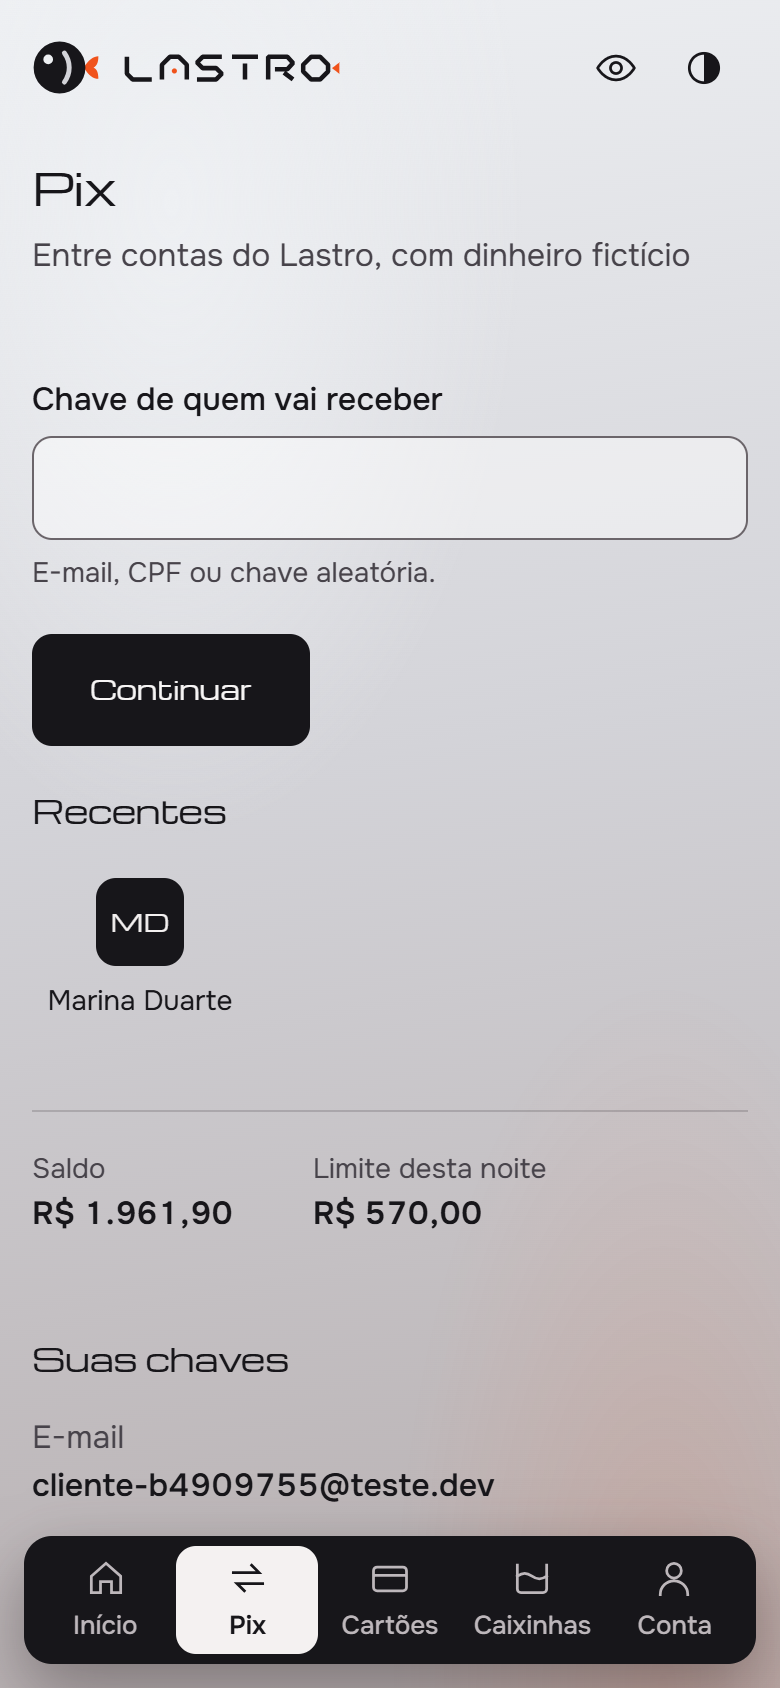 LASTRO
Pix
Entre contas do Lastro, com dinheiro fictício
Chave de quem vai receber
E-mail, CPF ou chave aleatória.
Continuar
Recentes
MD
Marina Duarte
Saldo
R$ 1.961,90
Limite desta noite
R$ 570,00
Suas chaves
E-mail
cliente-b4909755@teste.dev
Início
Pix
Cartões
Caixinhas
Conta